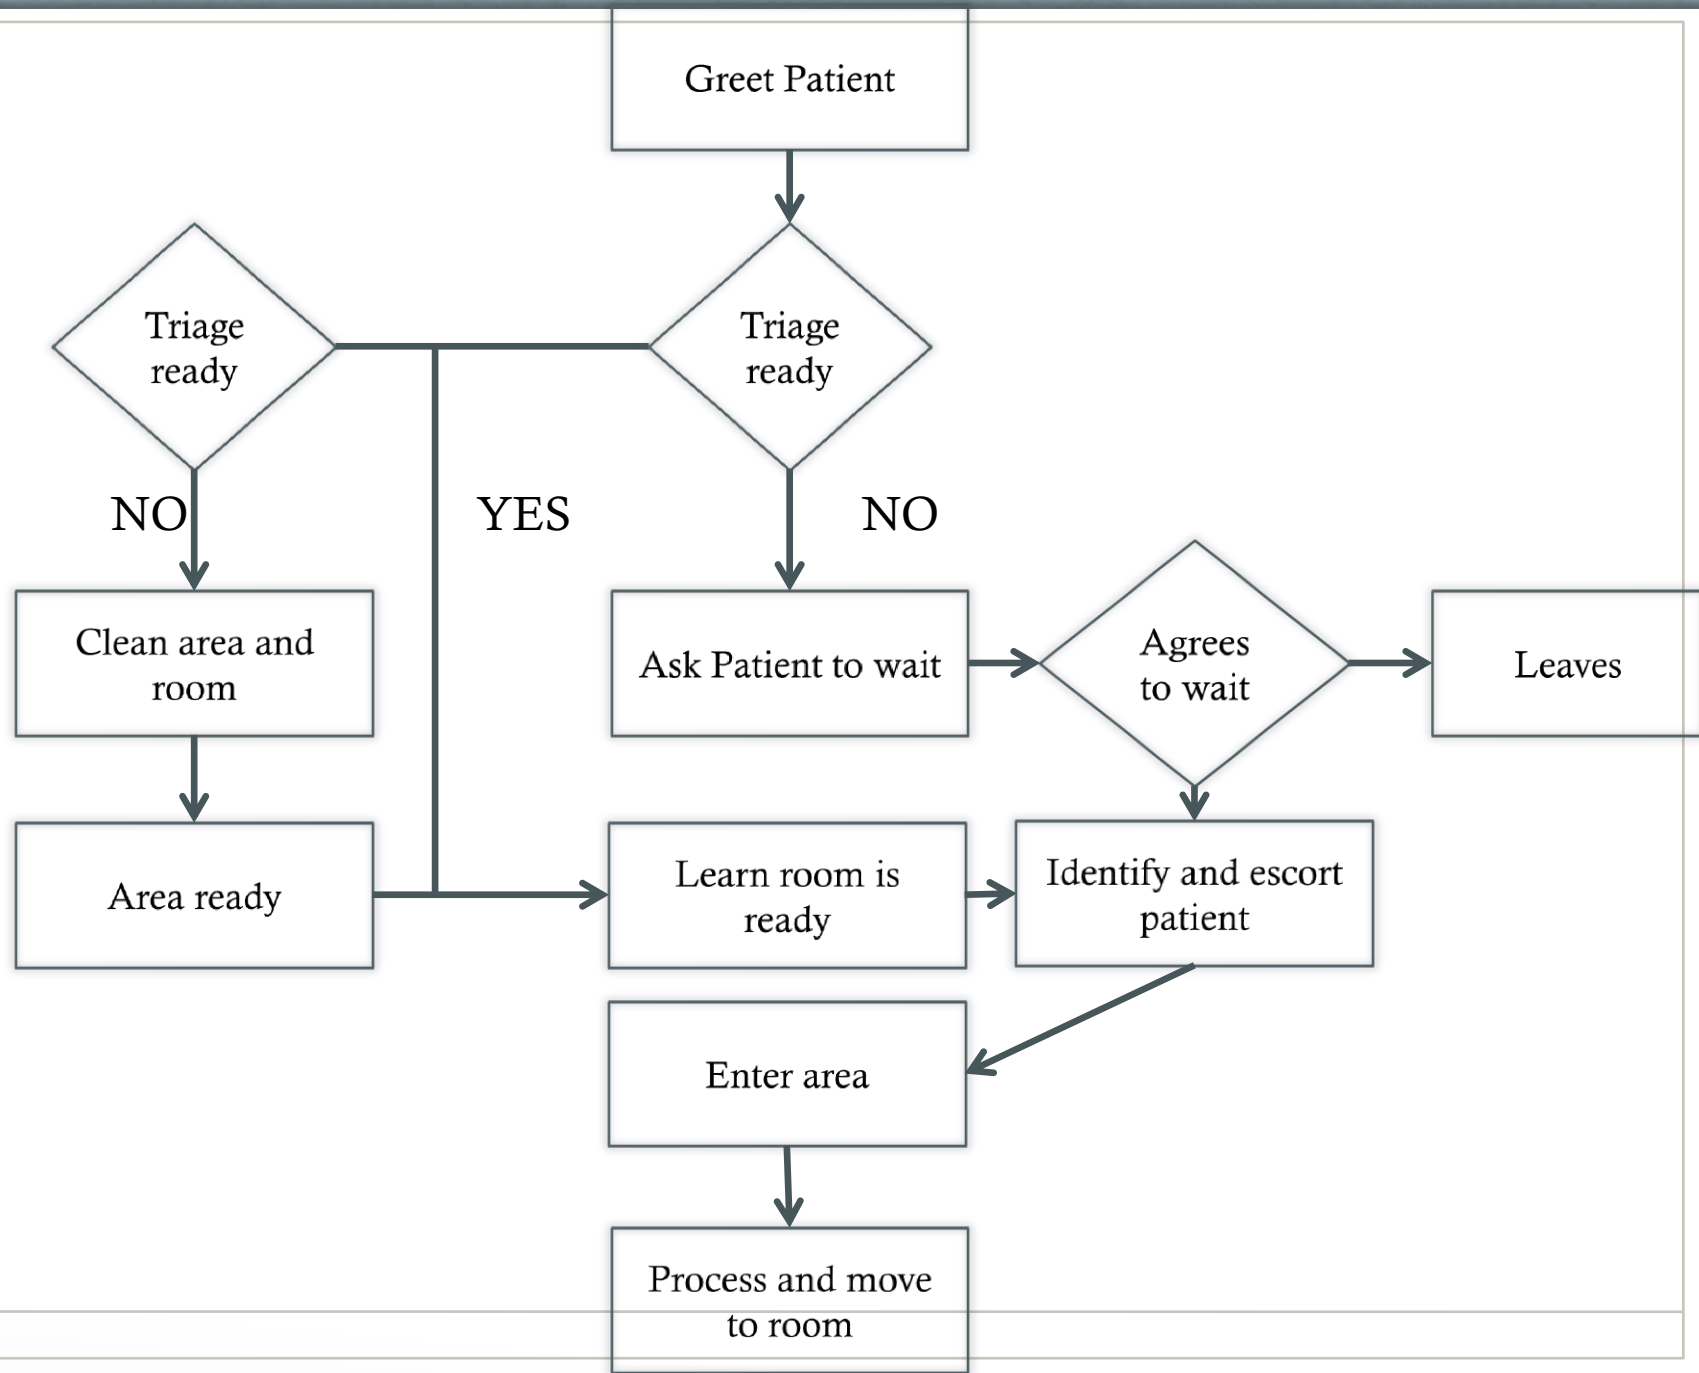 Greet Patient
Triage
ready
Triage
ready
NO
YES
NO
Clean area and
room
Ask Patient to wait
Agrees
to wait
Leaves
Area ready
Learn room is
ready
Identify and escort
patient
Enter area
Process and move
to room